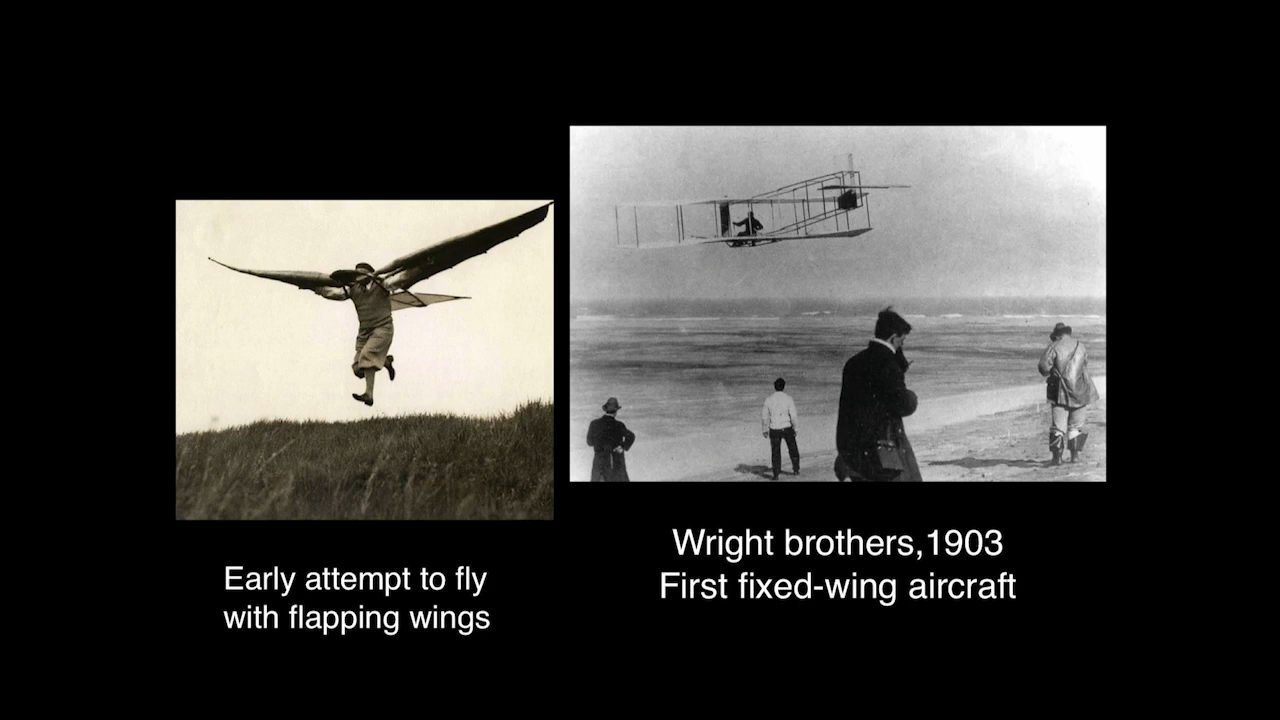 Early attempt to fly
with flapping wings
Wright brothers,1903
First fixed-wing aircraft